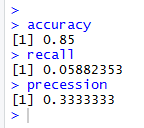 >
> accuracy
[1] 0.85
> recall
[1] 0.05882353
> precession
[1] 0.3333333
>